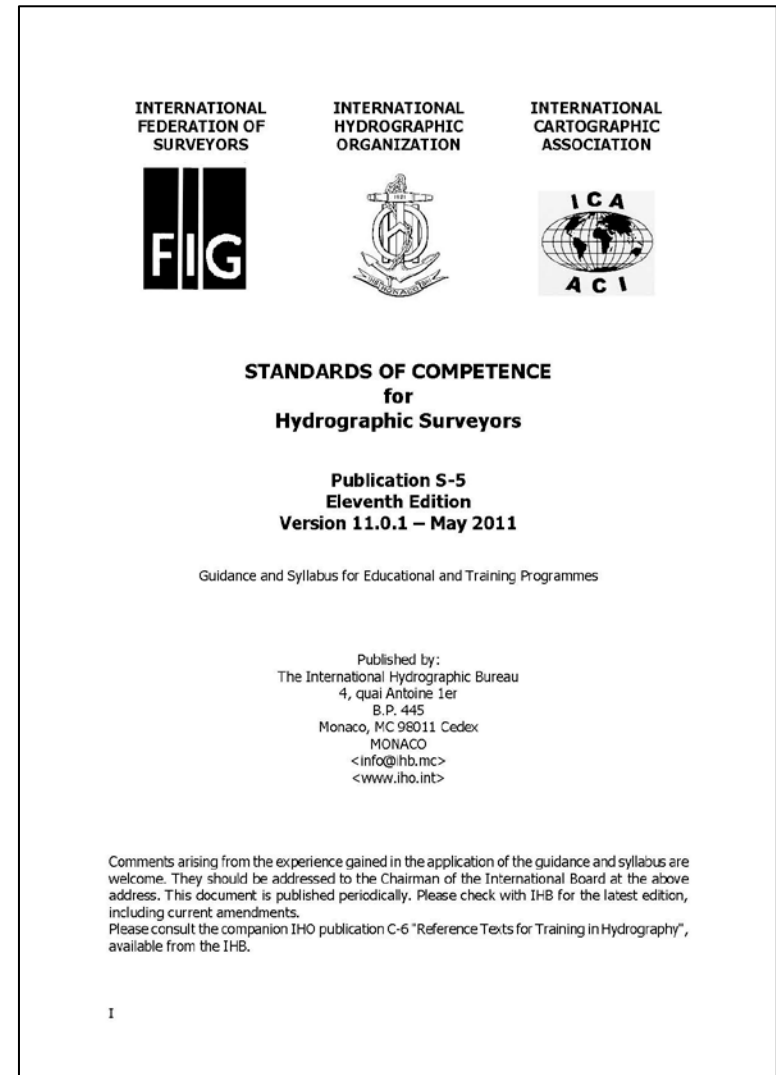 INTERNATIONAL
FEDERATION OF
SURVEYORS
INTERNATIONAL
HYDROGRAPHIC
ORGANIZATION
INTERNATIONAL
CARTOGRAPHIC
ASSOCIATION
FIG
1921
ICA
ACI
STANDARDS OF COMPETENCE
for
Hydrographic Surveyors
Publication S-5
Eleventh Edition
Version 11.0.1 – May 2011
Guidance and Syllabus for Educational and Training Programmes
Published by:
The International Hydrographic Bureau
4, quai Antoine 1er
B.P. 445
Monaco, MC 98011 Cedex
MONACO
<info@ihb.mc>
<www.iho.int>
Comments arising from the experience gained in the application of the guidance and syllabus are
welcome. They should be addressed to the Chairman of the International Board at the above
address. This document is published periodically. Please check with IHB for the latest edition,
including current amendments.
Please consult the companion IHO publication C-6 "Reference Texts for Training in Hydrography",
available from the IHB.
I